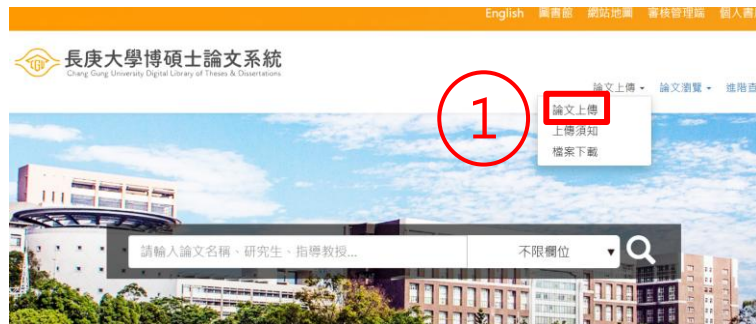 English 圖書館 網站地圖 審核管理端 個人書
長庚大學博碩士論文系統
Chang Gung University Digital Library of Theses & Dissertations
論文上傳 論文瀏覽 進階查
1
論文上傳
上傳須知
檔案下載
請輸入論文名稱、研究生、指導教授...
不限欄位